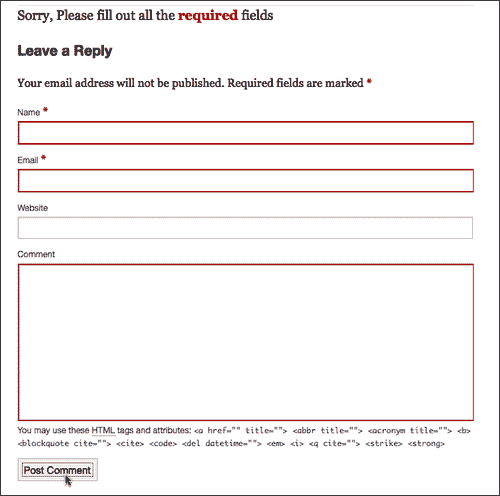 Sorry, Please fill out all the required fields
Leave a Reply
Your email address will not be published. Required fields are marked *
Name *
Email *
Website
Comment
You may use these HTML tags and attributes: <a href="" title=""> <abbr title=""> <acronym title=""> <b>
<blockquote cite=""> <cite> <code> <del datetime=""> <em> <i> <q cite=""> <strike> <strong>
Post Comment